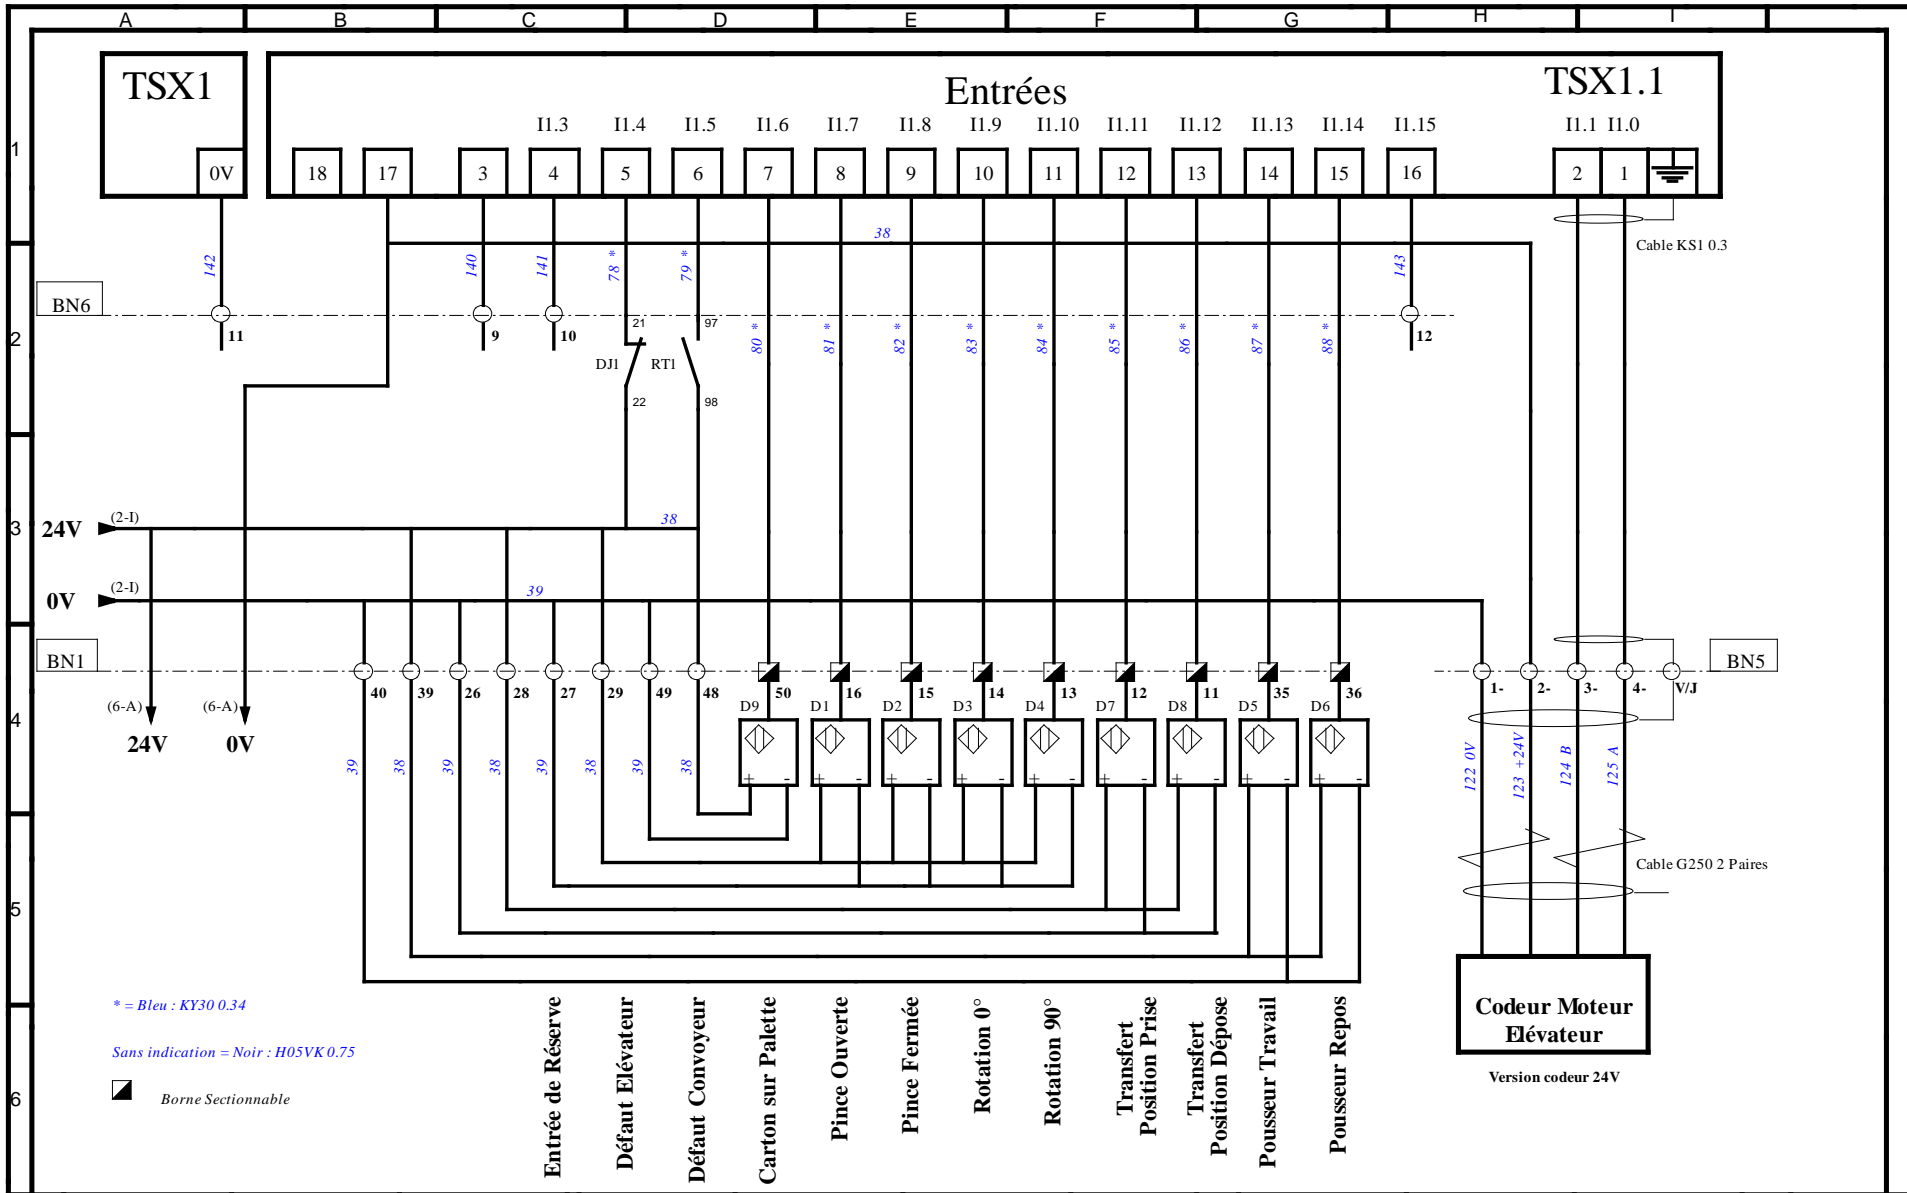 A B C D E F G H I
TSX1 Entrées TSX1.1
I1.3 I1.4 I1.5 I1.6 I1.7 I1.8 I1.9 I1.10 I1.11 I1.12 I1.13 I1.14 I1.15 I1.1 I1.0
1
0V 18 17 3 4 5 6 7 8 9 10 11 12 13 14 15 16 2 1
38
Cable KS1 0.3
142 140 141 78 * 79 * 143
BN6
11 9 10 21 97 12
80 * 81 * 82 * 83 * 84 * 85 * 86 * 87 * 88 *
2
DJ1 RT1
22 98
3
24V (2-I) 38
0V (2-I) 39
BN1 BN5
40 39 26 28 27 29 49 48 50 16 15 14 13 12 11 35 36 1- 2- 3- 4- V/J
4
(6-A) (6-A) D9 D1 D2 D3 D4 D7 D8 D5 D6
24V 0V
39 38 39 38 39 38 39 38
+ - + - + - + - + - + - + - + - + -
122 0V 123 +24V 124 B 125 A
Cable G250 2 Paires
5
* = Bleu : KY30 0.34
Sans indication = Noir : H05VK 0.75
Borne Sectionnable
6
Entrée de Réserve
Défaut Elévateur
Défaut Convoyeur
Carton sur Palette
Pince Ouverte
Pince Fermée
Rotation 0°
Rotation 90°
Transfert
Position Prise
Transfert
Position Dépose
Pousseur Travail
Pousseur Repos
Codeur Moteur
Elévateur
Version codeur 24V